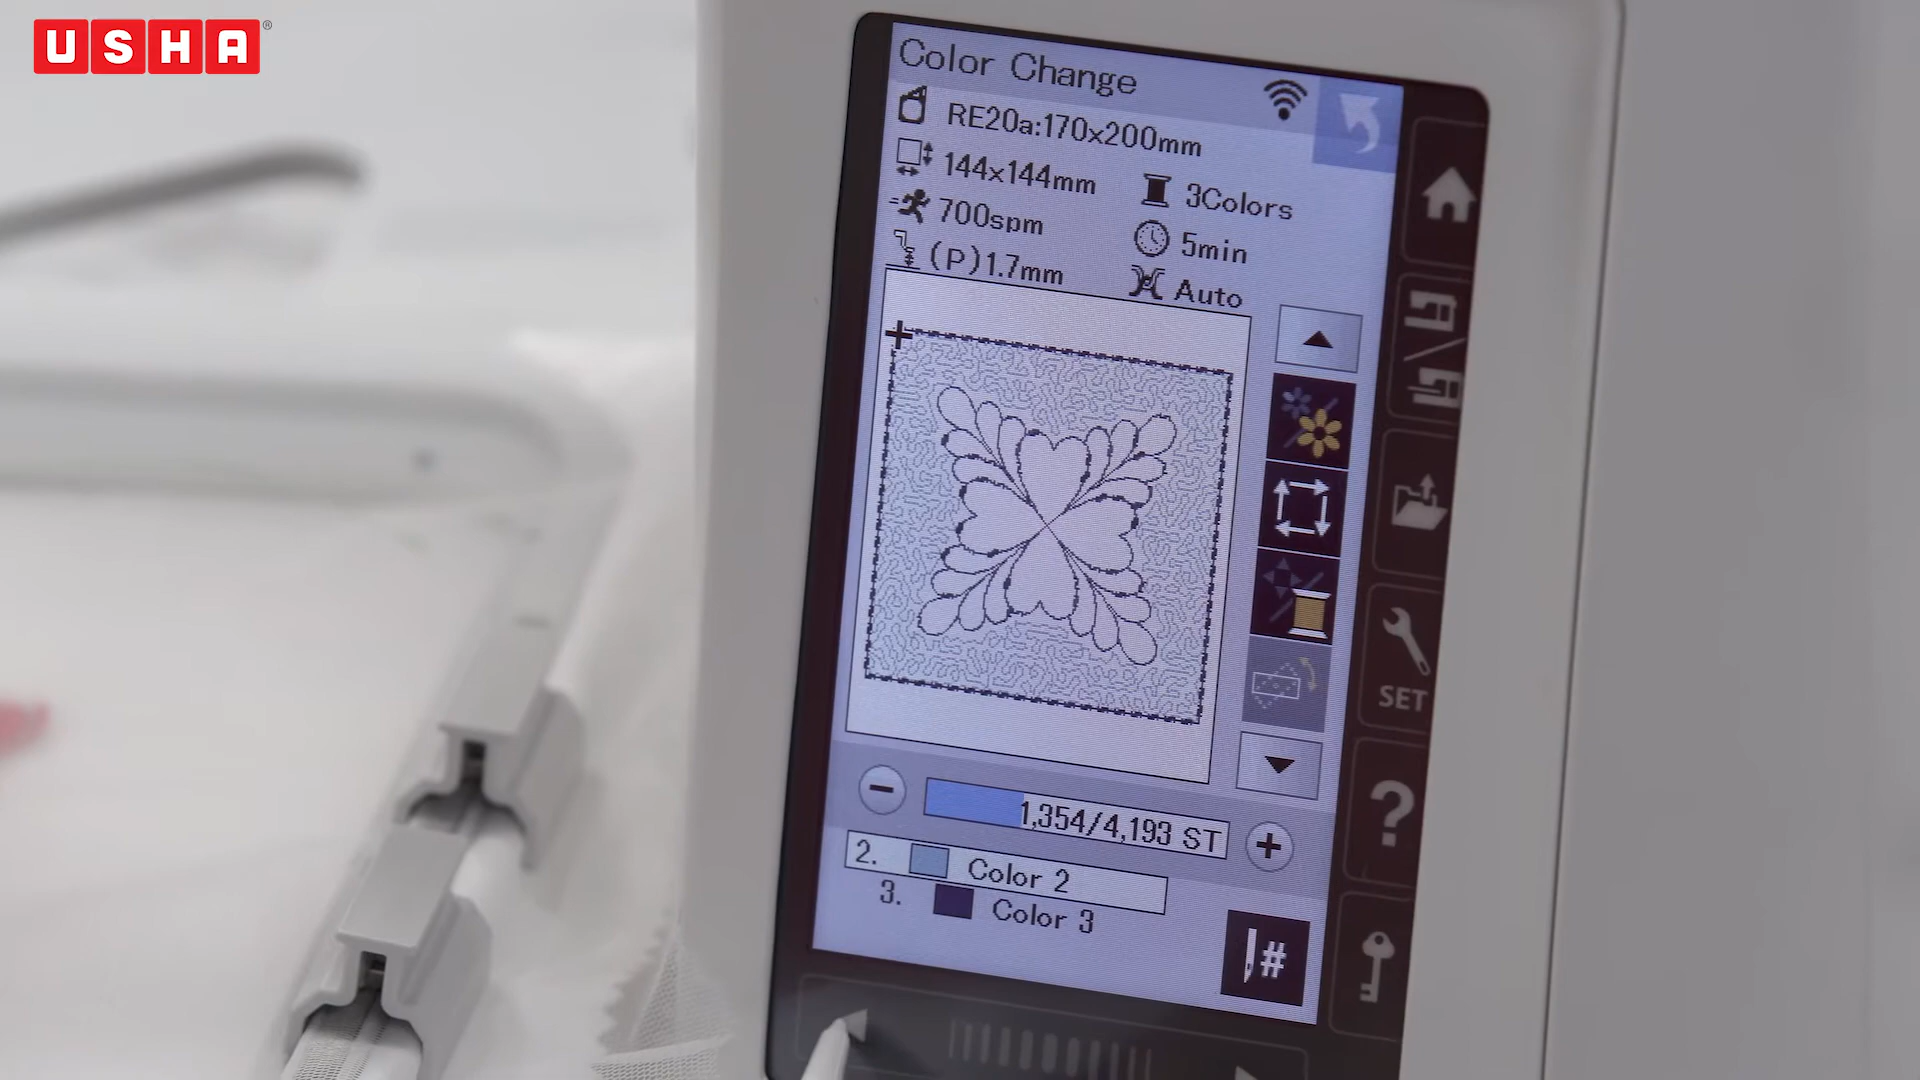 USHA®
Color Change
RE20a:170x200mm
144x144mm
3Colors
700spm
5min
(P)1.7mm
Auto
1,354/4,193 ST
2. Color 2
3. Color 3
#
SET
?